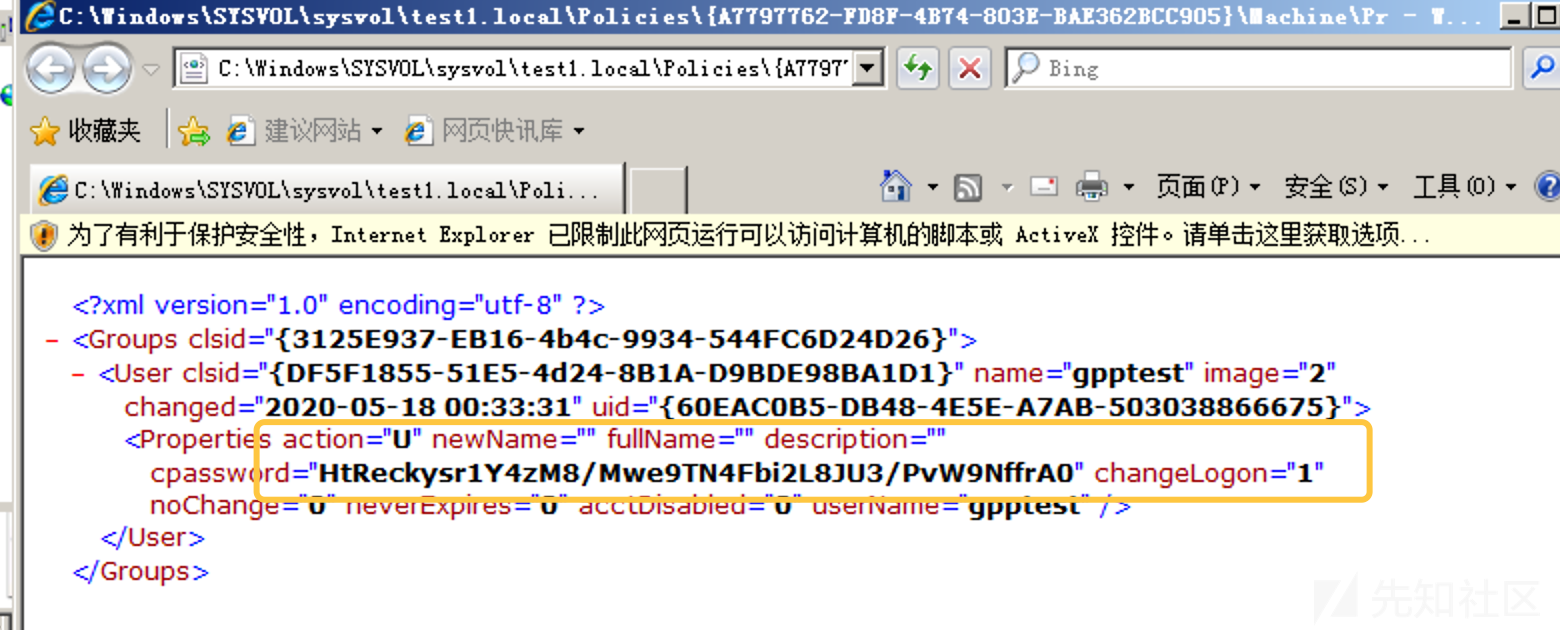 C:\Windows\SYSVOL\sysvol\test1.local\Policies\{A7797762-FD8F-4B74-803E-BAE362BCC905}\Machine\Pr - W...
C:\Windows\SYSVOL\sysvol\test1.local\Policies\{A7797 Bing
收藏夹 建议网站 网页快讯库
C:\Windows\SYSVOL\sysvol\test1.local\Poli... 页面(P) 安全(S) 工具(O)
为了有利于保护安全性，Internet Explorer 已限制此网页运行可以访问计算机的脚本或 ActiveX 控件。请单击这里获取选项...
<?xml version="1.0" encoding="utf-8" ?>
- <Groups clsid="{3125E937-EB16-4b4c-9934-544FC6D24D26}">
- <User clsid="{DF5F1855-51E5-4d24-8B1A-D9BDE98BA1D1}" name="gpptest" image="2"
changed="2020-05-18 00:33:31" uid="{60EAC0B5-DB48-4E5E-A7AB-503038866675}">
<Properties action="U" newName="" fullName="" description=""
cpassword="HtReckysr1Y4zM8/Mwe9TN4Fbi2L8JU3/PvW9NffrA0" changeLogon="1"
noChange="0" neverExpires="0" acctDisabled="0" userName="gpptest" />
</User>
</Groups>
先知社区